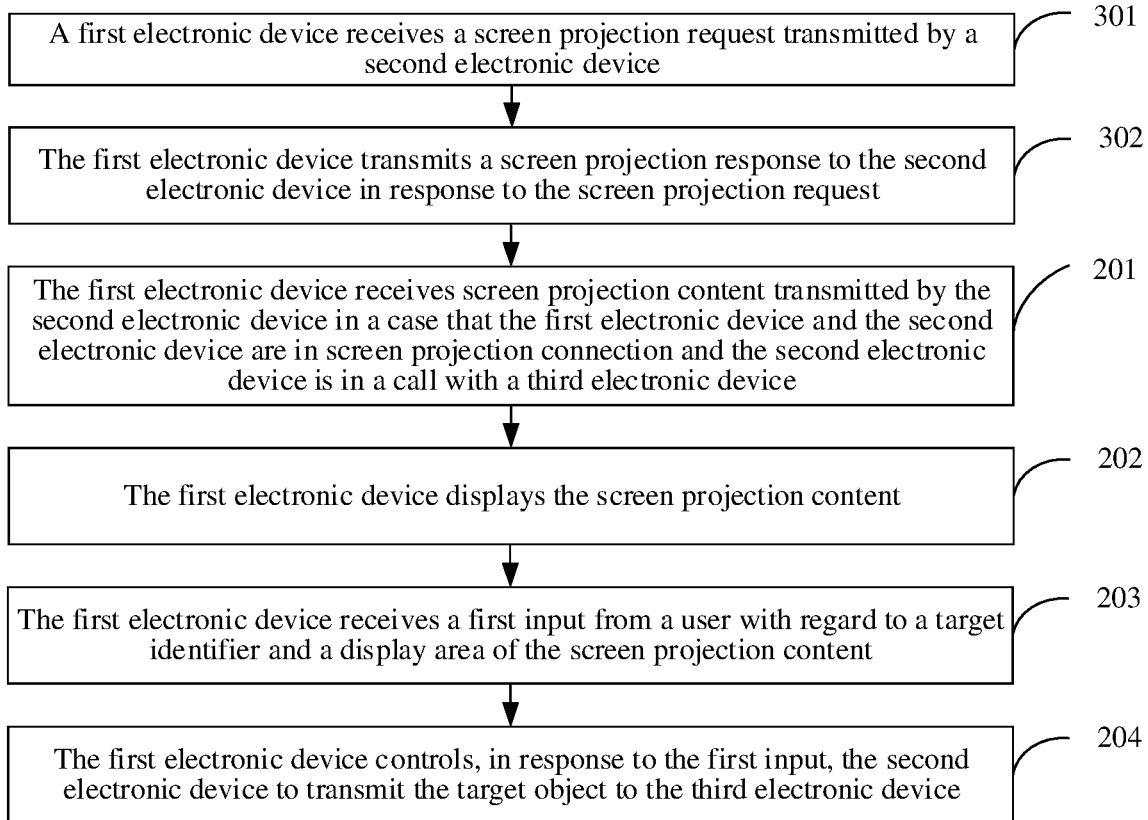 A first electronic device receives a screen projection request transmitted by a
second electronic device
301
The first electronic device transmits a screen projection response to the second
electronic device in response to the screen projection request
302
The first electronic device receives screen projection content transmitted by the
second electronic device in a case that the first electronic device and the second
electronic device are in screen projection connection and the second electronic
device is in a call with a third electronic device
201
The first electronic device displays the screen projection content
202
The first electronic device receives a first input from a user with regard to a target
identifier and a display area of the screen projection content
203
The first electronic device controls, in response to the first input, the second
electronic device to transmit the target object to the third electronic device
204